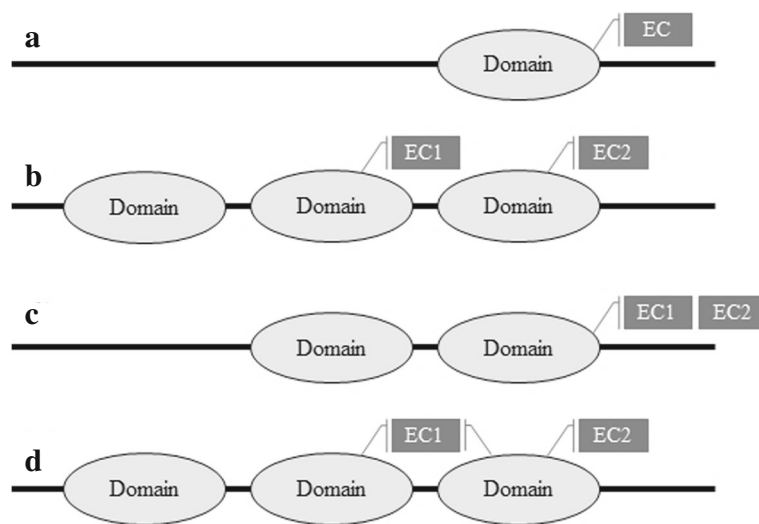 a
EC
Domain
b
EC1 EC2
Domain Domain Domain
c
EC1 EC2
Domain Domain
d
EC1 EC2
Domain Domain Domain